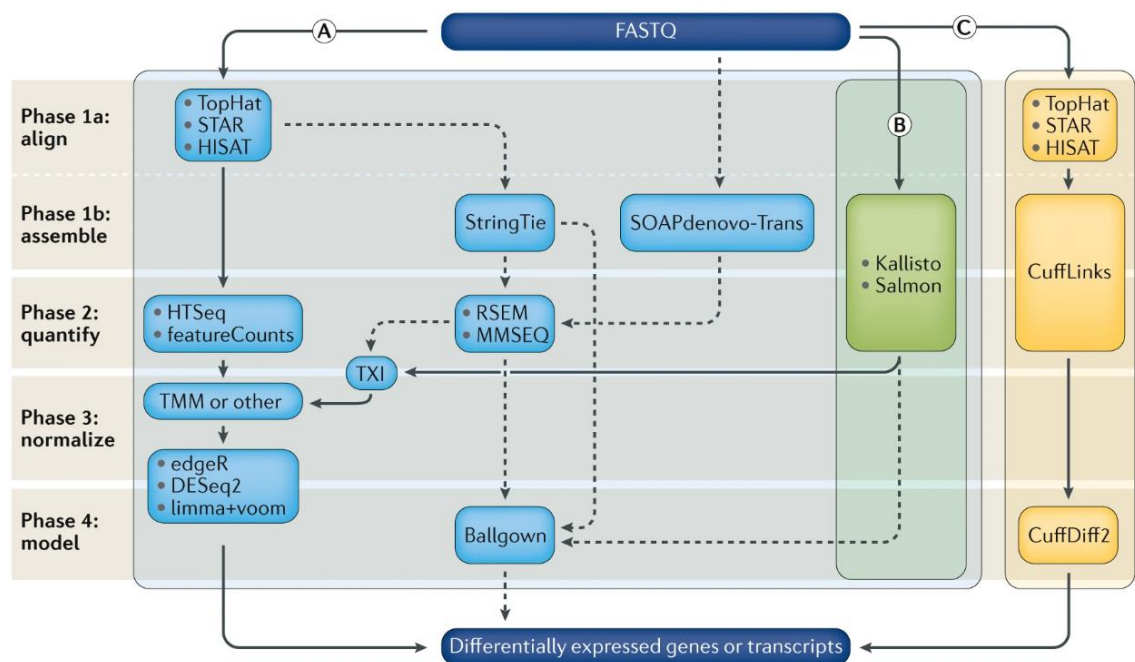 FASTQ
A
C
Phase 1a:
align
• TopHat
• STAR
• HISAT
B
• TopHat
• STAR
• HISAT
Phase 1b:
assemble
StringTie
SOAPdenovo-Trans
• Kallisto
• Salmon
CuffLinks
Phase 2:
quantify
• HTSeq
• featureCounts
• RSEM
• MMSEQ
TXI
Phase 3:
normalize
TMM or other
• edgeR
• DESeq2
• limma+voom
Phase 4:
model
Ballgown
CuffDiff2
Differentially expressed genes or transcripts